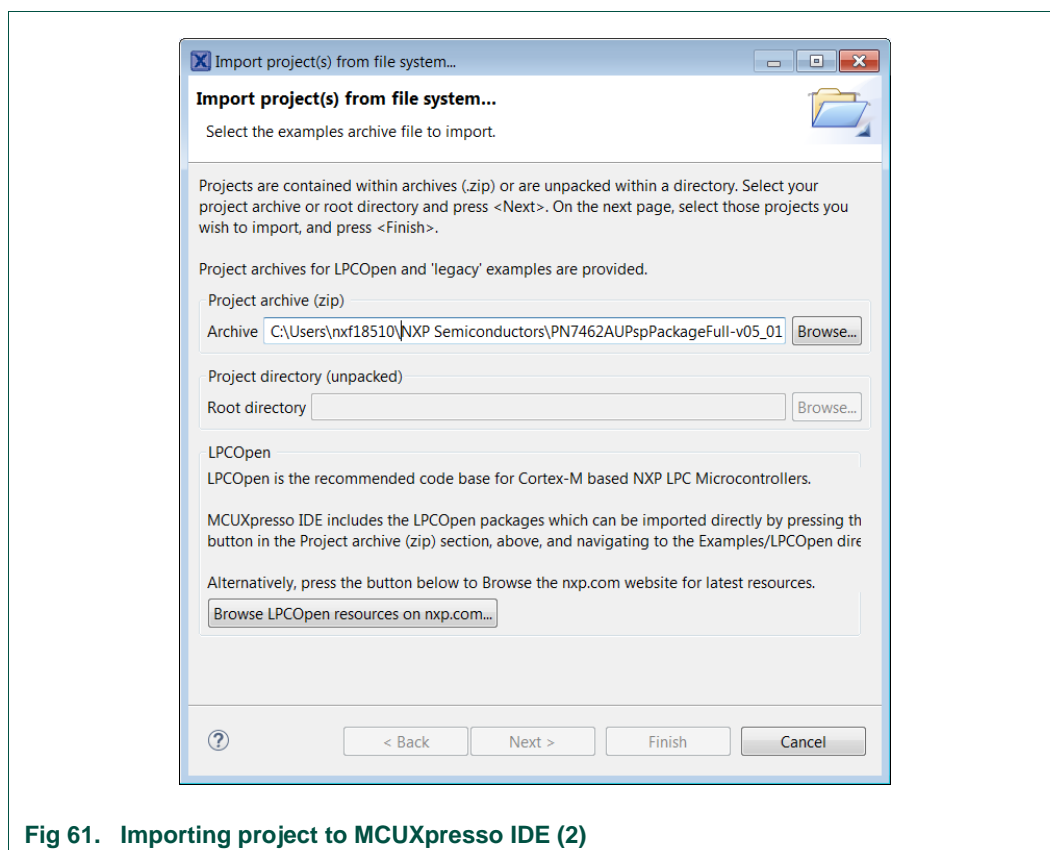 Import project(s) from file system...
Import project(s) from file system...
Select the examples archive file to import.
Projects are contained within archives (.zip) or are unpacked within a directory. Select your
project archive or root directory and press <Next>. On the next page, select those projects you
wish to import, and press <Finish>.
Project archives for LPCOpen and 'legacy' examples are provided.
Project archive (zip)
Archive C:\Users\nxf18510\NXP Semiconductors\PN7462AUPspPackageFull-v05_01 Browse...
Project directory (unpacked)
Root directory Browse...
LPCOpen
LPCOpen is the recommended code base for Cortex-M based NXP LPC Microcontrollers.
MCUXpresso IDE includes the LPCOpen packages which can be imported directly by pressing th
button in the Project archive (zip) section, above, and navigating to the Examples/LPCOpen dire
Alternatively, press the button below to Browse the nxp.com website for latest resources.
Browse LPCOpen resources on nxp.com...
? < Back Next > Finish Cancel
Fig 61. Importing project to MCUXpresso IDE (2)